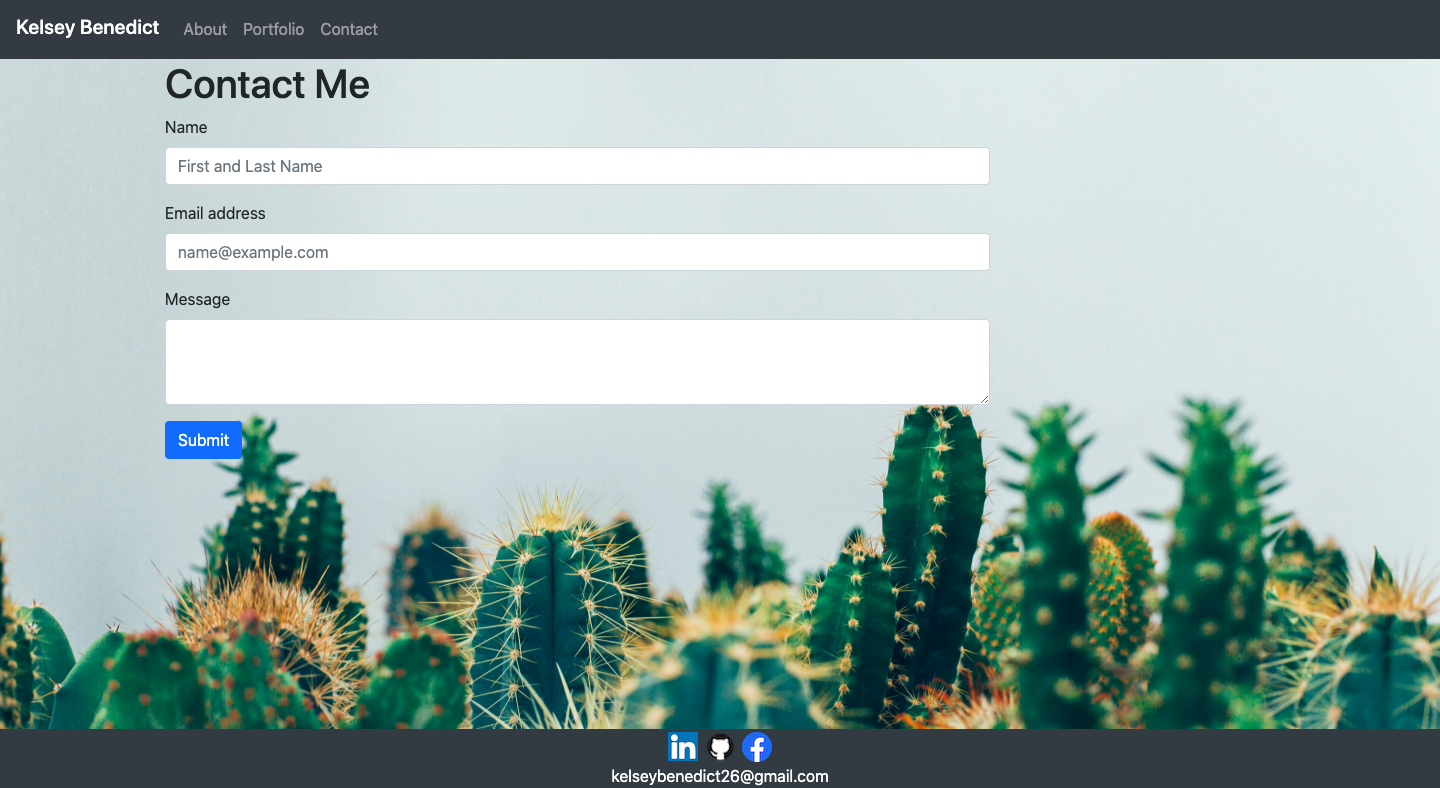 Kelsey Benedict About Portfolio Contact
Contact Me
Name
First and Last Name
Email address
name@example.com
Message
Submit
in f
kelseybenedict26@gmail.com